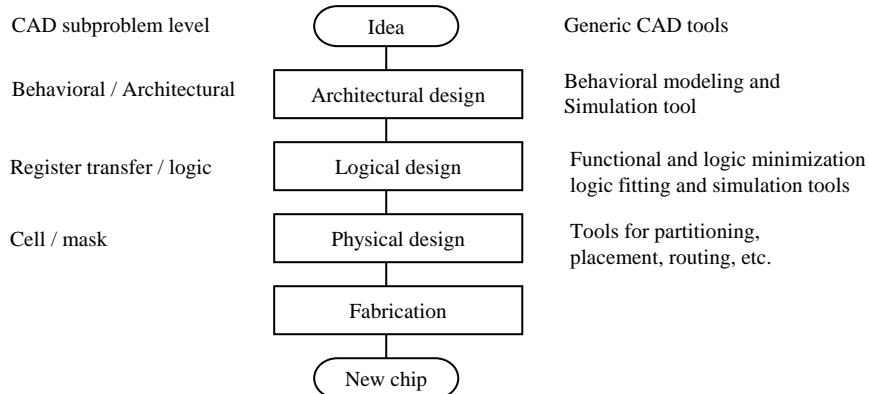 CAD subproblem level
Idea
Generic CAD tools
Behavioral / Architectural
Architectural design
Behavioral modeling and
Simulation tool
Register transfer / logic
Logical design
Functional and logic minimization
logic fitting and simulation tools
Cell / mask
Physical design
Tools for partitioning,
placement, routing, etc.
Fabrication
New chip